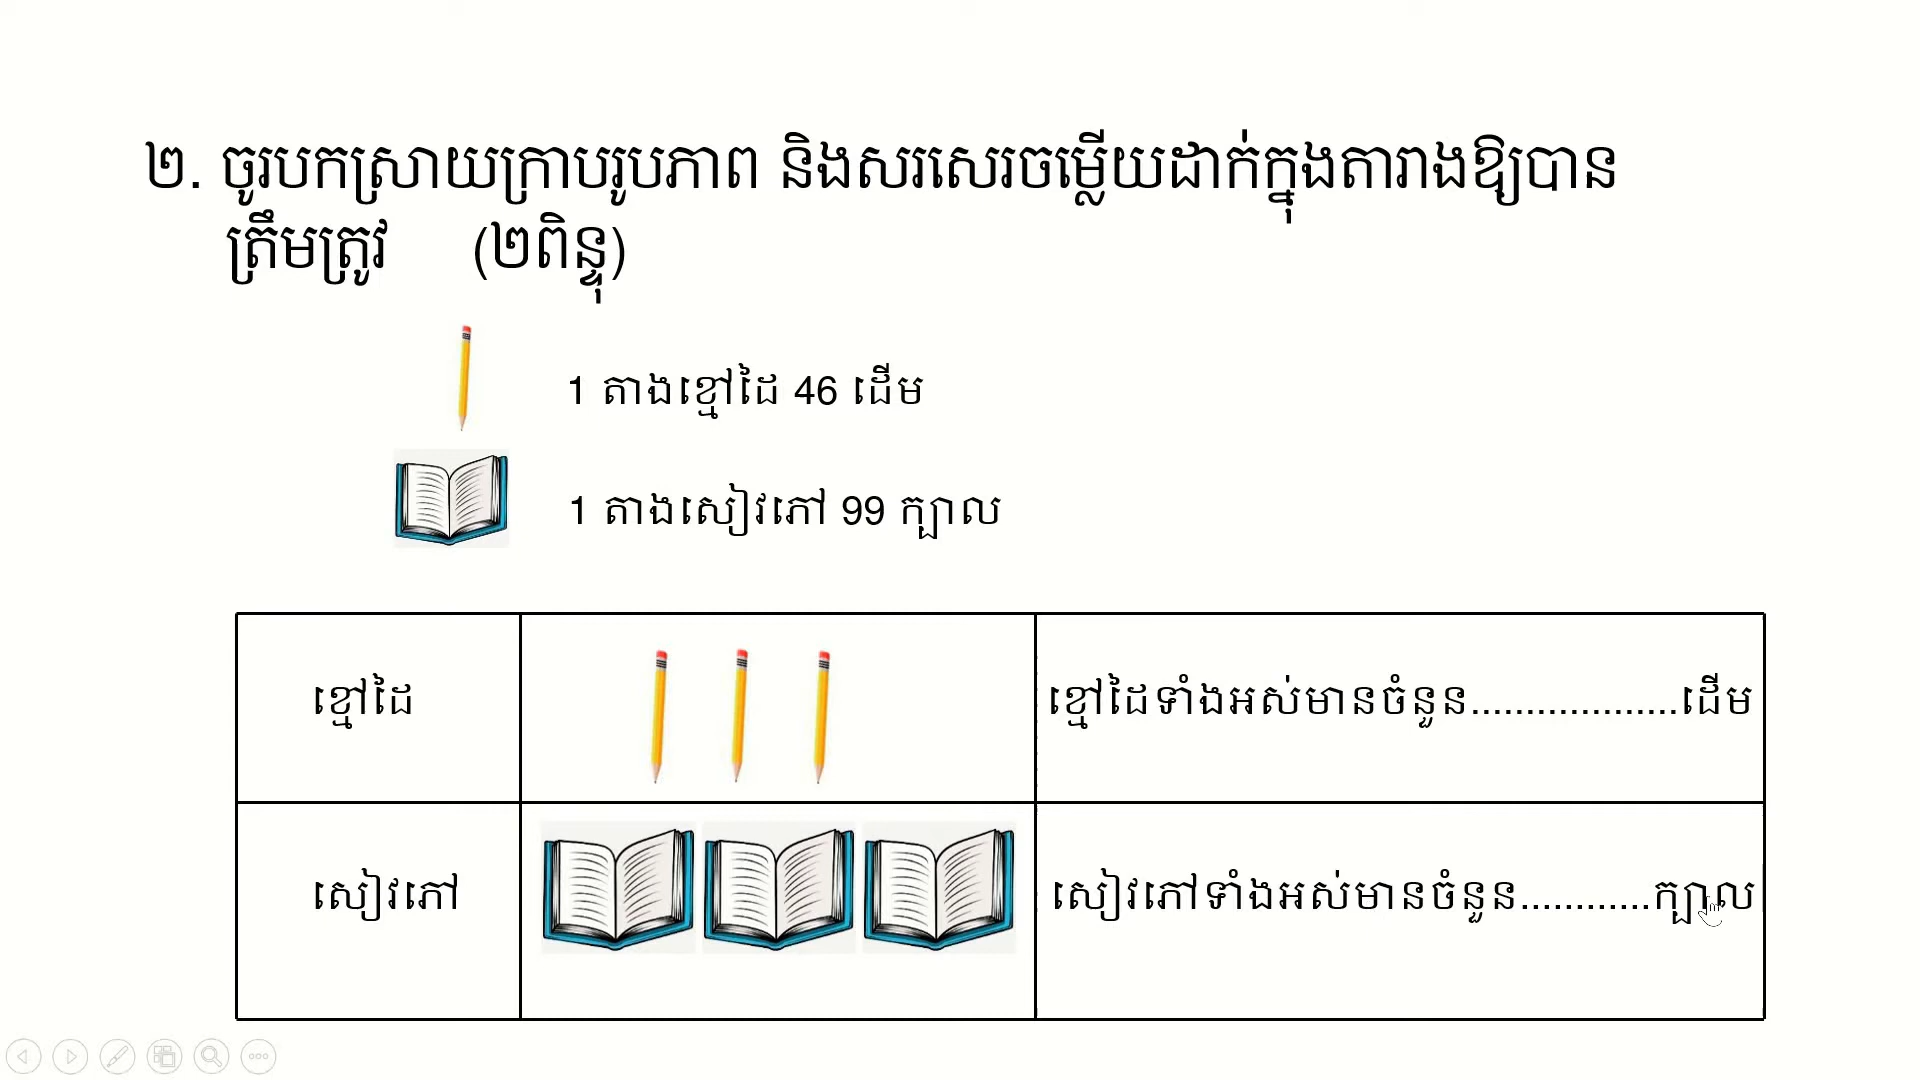 ២. ចូរបកស្រាយក្រាបរូបភាព និងសរសេរចម្លើយដាក់ក្នុងតារាងឱ្យបាន
ត្រឹមត្រូវ (២ពិន្ទុ)
1 តាងខ្មៅដៃ 46 ដើម
1 តាងសៀវភៅ 99 ក្បាល
ខ្មៅដៃ
ខ្មៅដៃទាំងអស់មានចំនួន...................ដើម
សៀវភៅ
សៀវភៅទាំងអស់មានចំនួន............ក្បាល